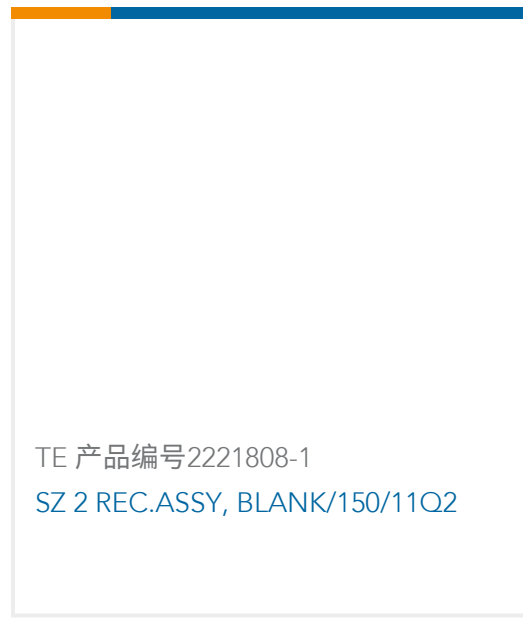 TE 产品编号2221808-1
SZ 2 REC.ASSY, BLANK/150/11Q2